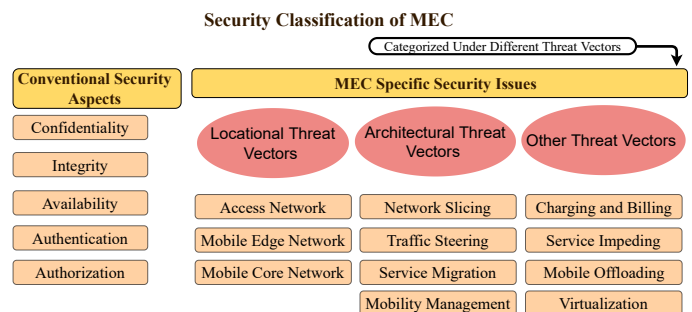 Security Classification of MEC
Categorized Under Different Threat Vectors
Conventional Security
Aspects
Confidentiality
Integrity
Availability
Authentication
Authorization
MEC Specific Security Issues
Locational Threat
Vectors
Access Network
Mobile Edge Network
Mobile Core Network
Architectural Threat
Vectors
Network Slicing
Traffic Steering
Service Migration
Mobility Management
Other Threat Vectors
Charging and Billing
Service Impeding
Mobile Offloading
Virtualization